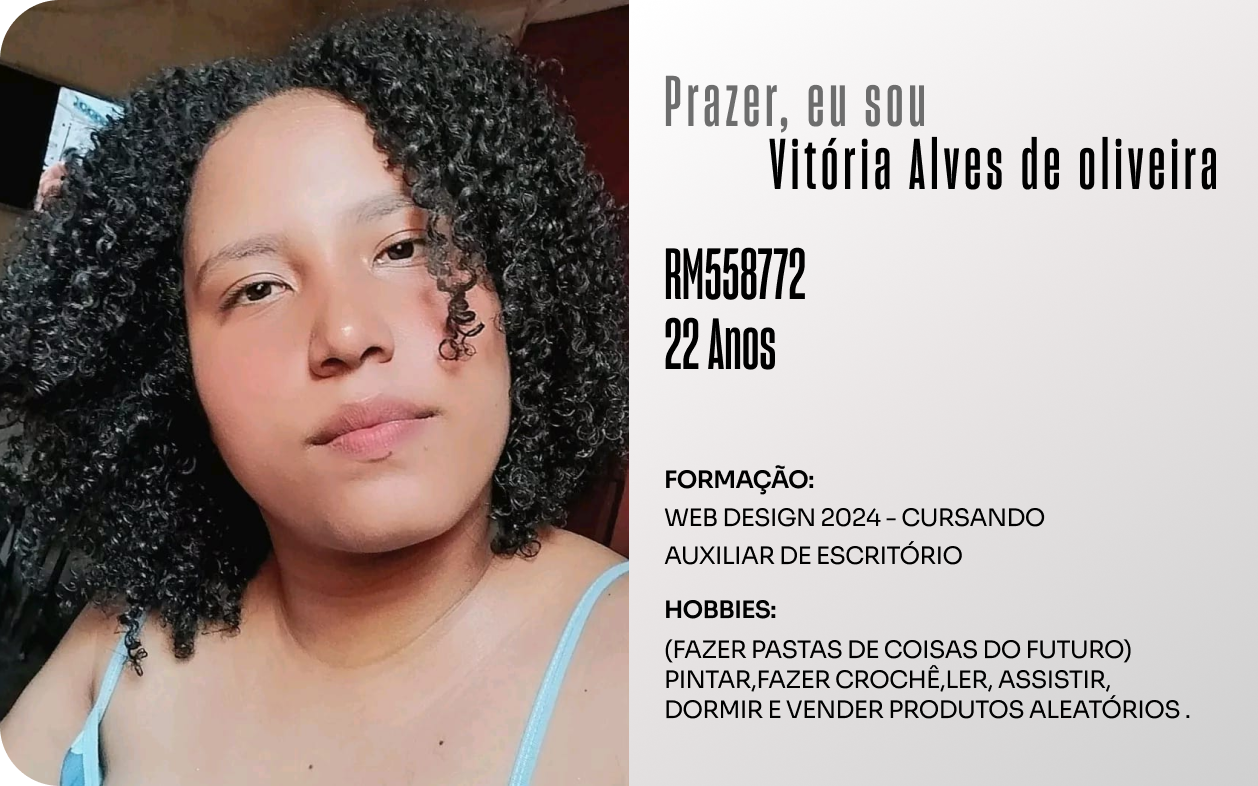 Prazer, eu sou
Vitória Alves de oliveira
RM558772
22 Anos
FORMAÇÃO:
WEB DESIGN 2024 - CURSANDO
AUXILIAR DE ESCRITÓRIO
HOBBIES:
(FAZER PASTAS DE COISAS DO FUTURO)
PINTAR,FAZER CROCHÊ,LER, ASSISTIR,
DORMIR E VENDER PRODUTOS ALEATÓRIOS .